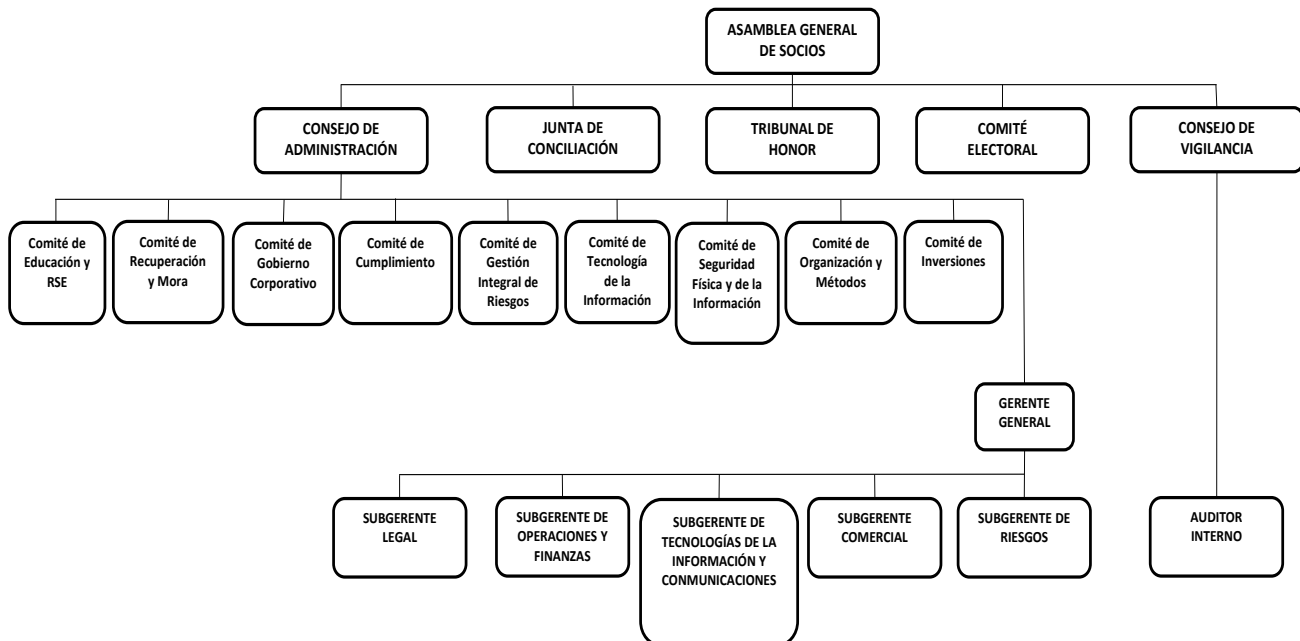 ASAMBLEA GENERAL
DE SOCIOS
CONSEJO DE
ADMINISTRACIÓN
JUNTA DE
CONCILIACIÓN
TRIBUNAL DE
HONOR
COMITÉ
ELECTORAL
CONSEJO DE
VIGILANCIA
Comité de
Educación y
RSE
Comité de
Recuperación
y Mora
Comité de
Gobierno
Corporativo
Comité de
Cumplimiento
Comité de
Gestión
Integral de
Riesgos
Comité de
Tecnología
de la
Información
Comité de
Seguridad
Física y de la
Información
Comité de
Organización y
Métodos
Comité de
Inversiones
GERENTE
GENERAL
SUBGERENTE
LEGAL
SUBGERENTE DE
OPERACIONES Y
FINANZAS
SUBGERENTE DE
TECNOLOGÍAS DE LA
INFORMACIÓN Y
CONMUNICACIONES
SUBGERENTE
COMERCIAL
SUBGERENTE DE
RIESGOS
AUDITOR
INTERNO